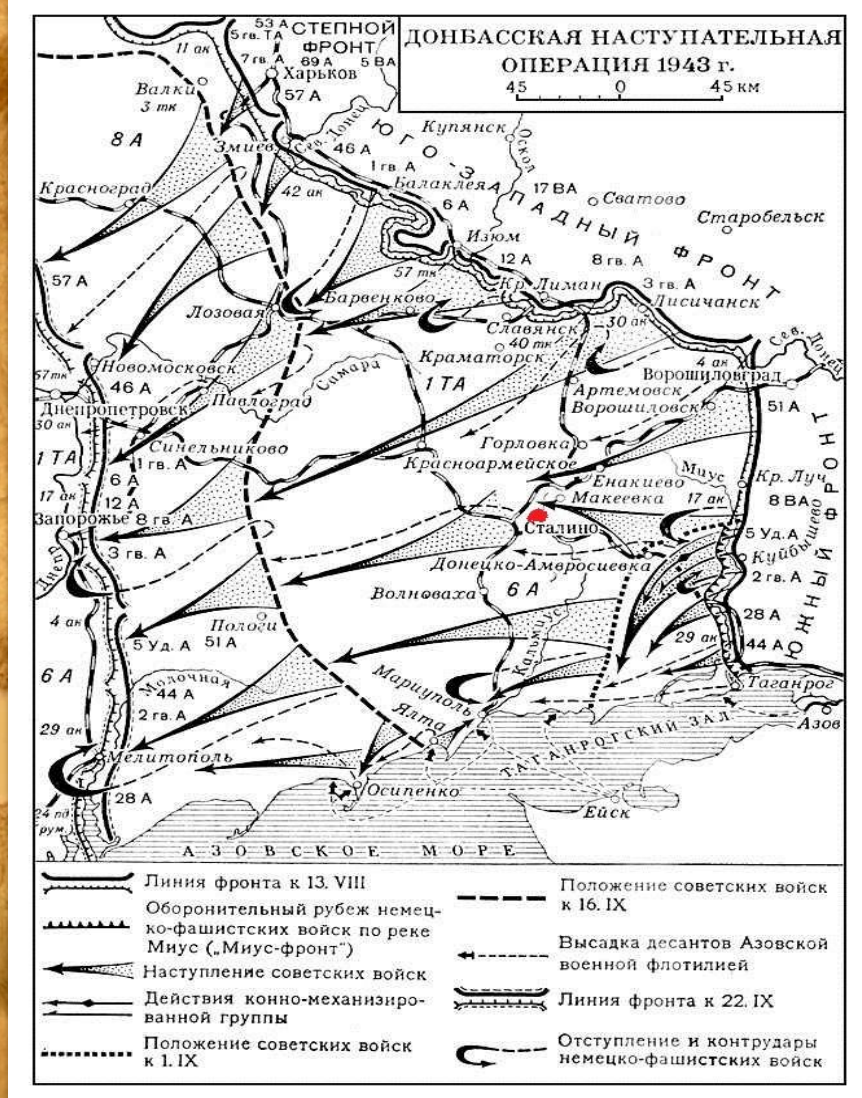 ДОНБАССКАЯ НАСТУПАТЕЛЬНАЯ
ОПЕРАЦИЯ 1943 г.
45 0 45 км
53 А
5 гв. ТА
СТЕПНОЙ
ФРОНТ
11 ак
7 гв. А
69 А
5 ВА
Харьков
Валки
3 тк
57 А
8 А
Змиев
Сев. Донец
46 А
ЮГО-ЗАПАДНЫЙ ФРОНТ
Купянск
Оскол
1 гв. А
Красноград
42 ак
Балаклея
17 ВА
Сватово
6 А
Старобельск
Изюм
12 А
8 гв. А
57 А
57 тк
Кр. Лиман
3 гв. А
Лисичанск
Лозовая
Барвенково
Славянск
30 ак
Сев. Донец
40 тк
Краматорск
4 ак
Новомосковск
57 тк
46 А
Самара
1 ТА
Ворошиловград
Днепропетровск
Павлоград
Артемовск
Ворошиловск
51 А
30 ак
Синельниково
Горловка
1 ТА
1 гв. А
Красноармейское
6 А
Енакиево
Миус
Кр. Луч
17 ак
12 А
Макеевка
17 ак
8 ВА
Запорожье
8 гв. А
Сталино
5 Уд. А
3 гв. А
Куйбышево
Днепр
Донецко-Амвросиевка
2 гв. А
6 А
Волноваха
ЮЖНЫЙ ФРОНТ
4 ак
Пологи
Кальмиус
28 А
5 Уд. А
51 А
29 ак
44 А
6 А
Мариуполь
Молочная
44 А
Таганрог
2 гв. А
Ялта
29 ак
ТАГАНРОГСКИЙ ЗАЛ.
Азов
Мелитополь
Осипенко
28 А
24 пд
рум.
Ейск
АЗОВСКОЕ МОРЕ
Линия фронта к 13. VIII
Оборонительный рубеж немец-
ко-фашистских войск по реке
Миус („Миус-фронт“)
Наступление советских войск
Действия конно-механизиро-
ванной группы
Положение советских войск
к 1. IX
Положение советских войск
к 16. IX
Высадка десантов Азовской
военной флотилией
Линия фронта к 22. IX
Отступление и контрудары
немецко-фашистских войск